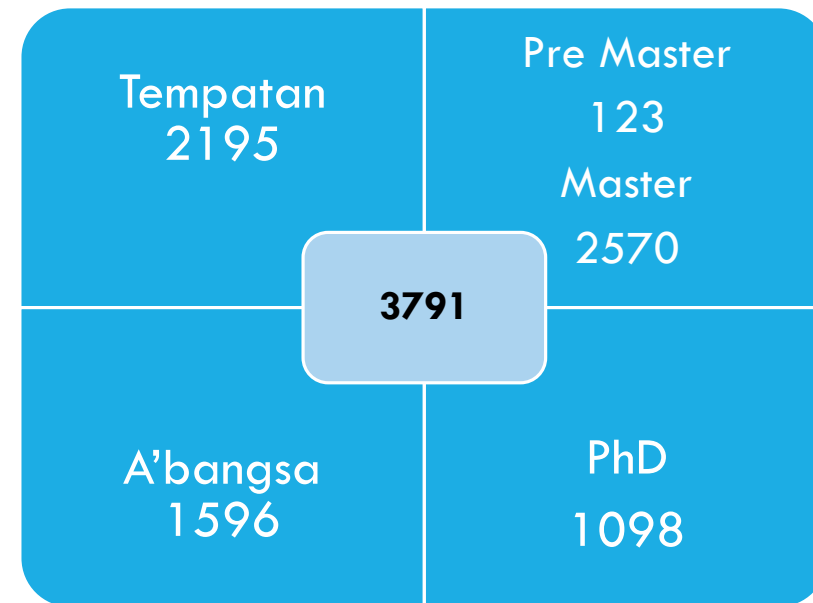 Tempatan
2195
Pre Master
123
Master
2570
3791
A’bangsa
1596
PhD
1098